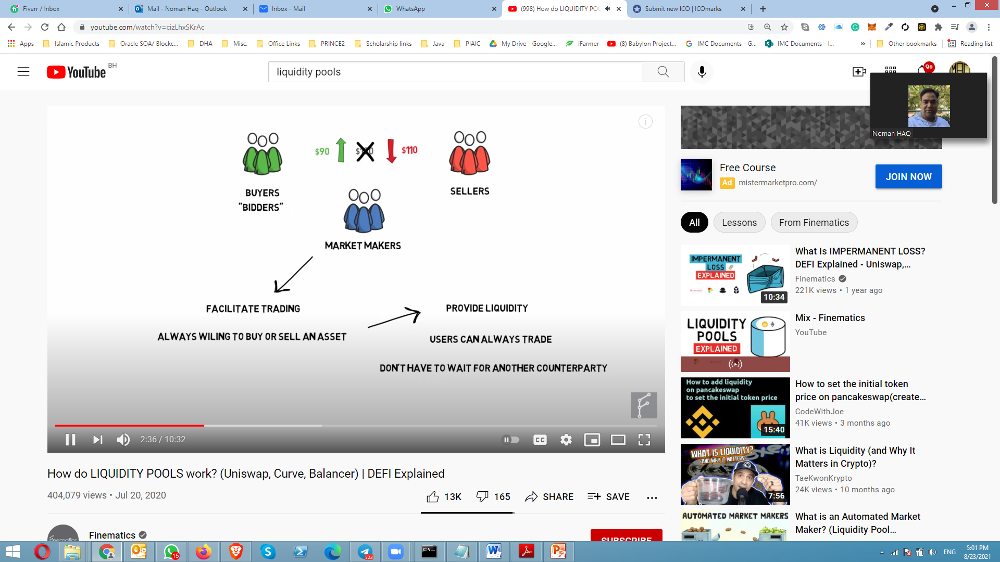 Fiverr / Inbox
Mail - Noman Haq - Outlook
Inbox - Mail
WhatsApp
(998) How do LIQUIDITY POO
Submit new ICO | ICOmarks
youtube.com/watch?v=cizLhxSKrAc
Apps
Islamic Products
Oracle SOA/ Blockc...
DHA
Misc.
Office Links
PRINCE2
Scholarship links
Java
PIAIC
My Drive - Google...
iFarmer
(8) Babylon Project...
IMC Documents - G...
IMC Documents - I...
»
Other bookmarks
Reading list
YouTube BH
liquidity pools
9+
Noman HAQ
BUYERS
"BIDDERS"
$90
$110
SELLERS
MARKET MAKERS
FACILITATE TRADING
ALWAYS WILING TO BUY OR SELL AN ASSET
PROVIDE LIQUIDITY
USERS CAN ALWAYS TRADE
DON'T HAVE TO WAIT FOR ANOTHER COUNTERPARTY
2:36 / 10:32
CC
How do LIQUIDITY POOLS work? (Uniswap, Curve, Balancer) | DEFI Explained
404,079 views • Jul 20, 2020
13K
165
SHARE
SAVE
Finematics
SUBSCRIBE
Free Course
Ad mistermarketpro.com/
JOIN NOW
All
Lessons
From Finematics
IMPERMANENT
LOSS
EXPLAINED
10:34
What Is IMPERMANENT LOSS?
DEFI Explained - Uniswap,...
Finematics
221K views • 1 year ago
LIQUIDITY
POOLS
EXPLAINED
Mix - Finematics
YouTube
How to add liquidity
on pancakeswap
to set the initial token price
15:40
How to set the initial token
price on pancakeswap(create...
CodeWithJoe
41K views • 3 months ago
WHAT IS LIQUIDITY?
(AND WHY IT MATTERS)
7:56
What is Liquidity (and Why It
Matters in Crypto)?
TaeKwonKrypto
24K views • 10 months ago
AUTOMATED MARKET MAKERS
What is an Automated Market
Maker? (Liquidity Pool...
15
523
ENG
5:01 PM
8/23/2021